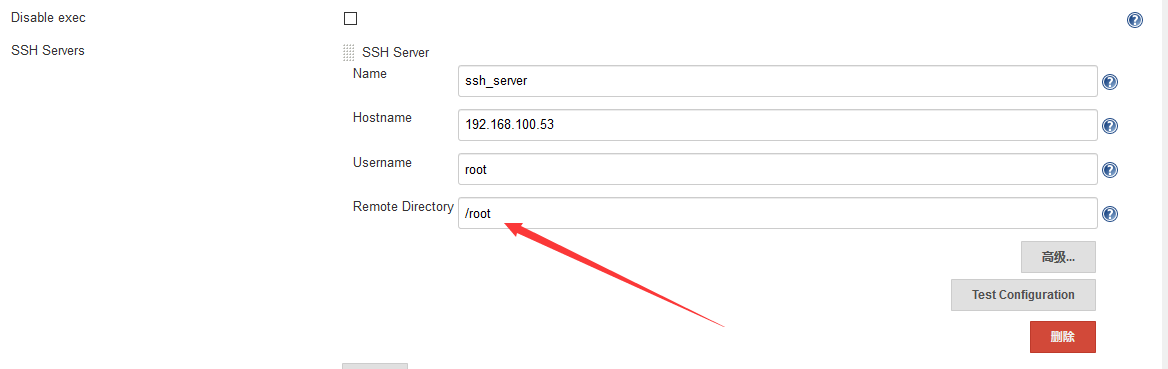 Disable exec
SSH Servers
SSH Server
Name
ssh_server
Hostname
192.168.100.53
Username
root
Remote Directory
/root
高级...
Test Configuration
删除